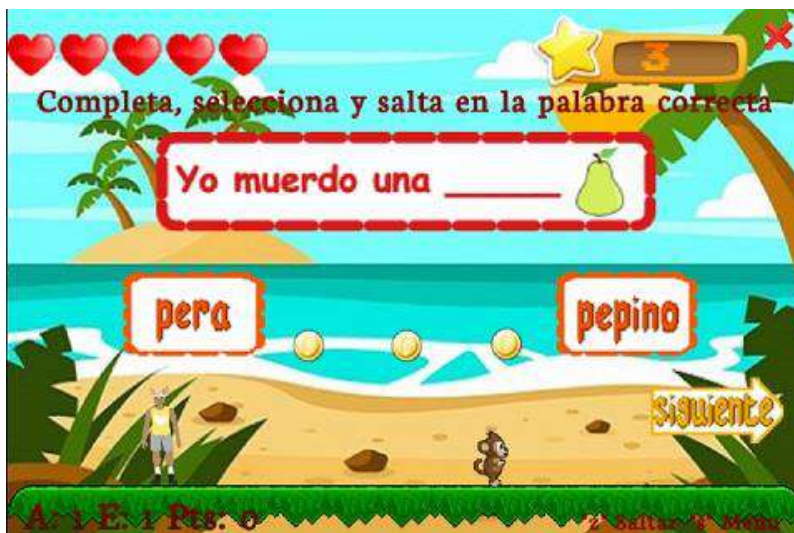 3
Completa, selecciona y salta en la palabra correcta
Yo muerdo una ______
pera
pepino
siguiente
A: 1 E: 1 Pts: 0
"z" Saltar "s" Menu